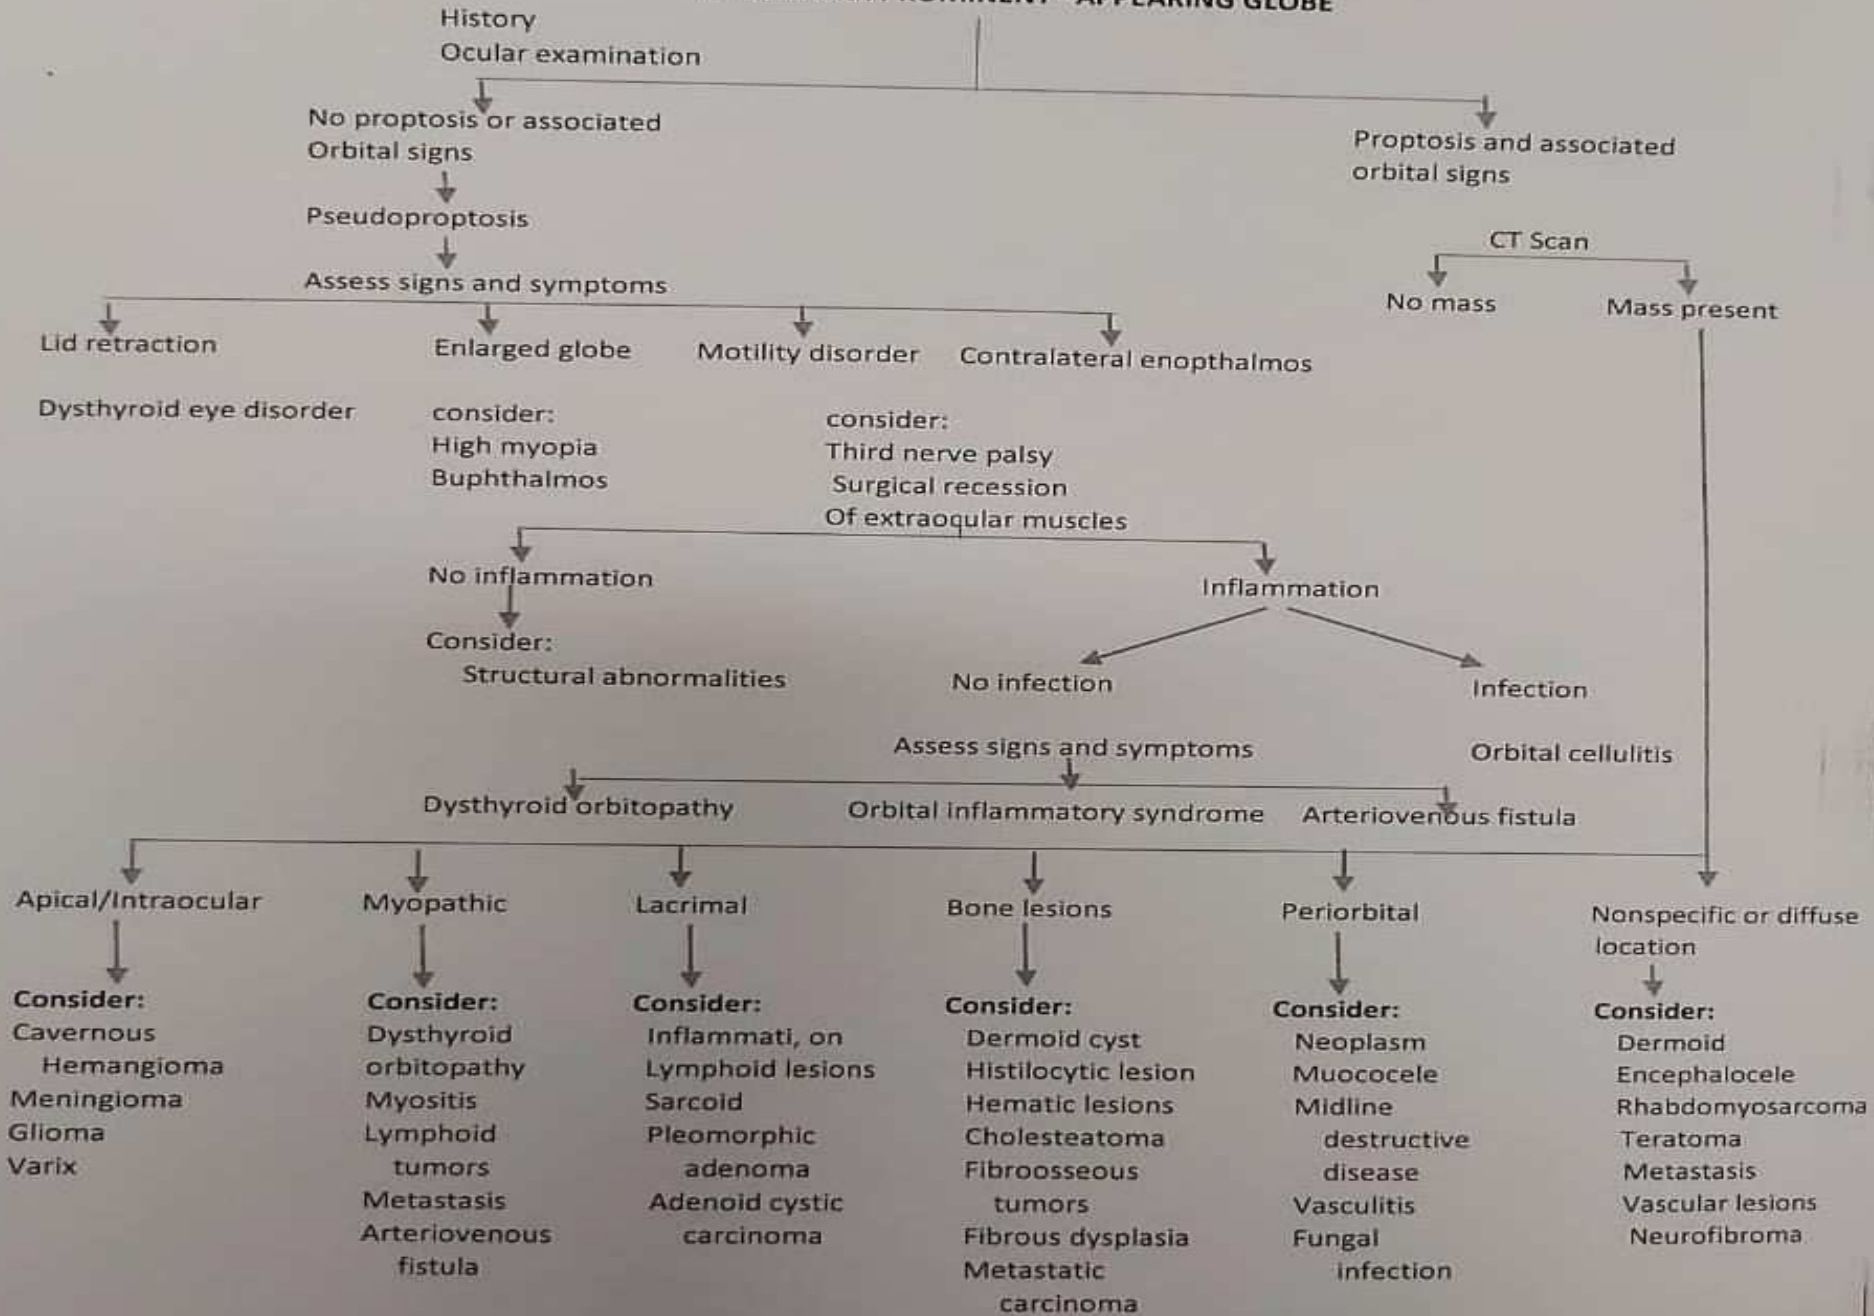 APPEARING GLOBE
History
Ocular examination
No proptosis or associated
Orbital signs
Proptosis and associated
orbital signs
Pseudoproptosis
CT Scan
Assess signs and symptoms
No mass
Mass present
Lid retraction
Enlarged globe
Motility disorder
Contralateral enopthalmos
Dysthyroid eye disorder
consider:
High myopia
Buphthalmos
consider:
Third nerve palsy
Surgical recession
Of extraoqular muscles
No inflammation
Inflammation
Consider:
Structural abnormalities
No infection
Infection
Assess signs and symptoms
Orbital cellulitis
Dysthyroid orbitopathy
Orbital inflammatory syndrome
Arteriovenous fistula
Apical/Intraocular
Consider:
Cavernous
Hemangioma
Meningioma
Glioma
Varix
Myopathic
Consider:
Dysthyroid
orbitopathy
Myositis
Lymphoid
tumors
Metastasis
Arteriovenous
fistula
Lacrimal
Consider:
Inflammati, on
Lymphoid lesions
Sarcoid
Pleomorphic
adenoma
Adenoid cystic
carcinoma
Bone lesions
Consider:
Dermoid cyst
Histilocytic lesion
Hematic lesions
Cholesteatoma
Fibroosseous
tumors
Fibrous dysplasia
Metastatic
carcinoma
Periorbital
Consider:
Neoplasm
Muococele
Midline
destructive
disease
Vasculitis
Fungal
infection
Nonspecific or diffuse
location
Consider:
Dermoid
Encephalocele
Rhabdomyosarcoma
Teratoma
Metastasis
Vascular lesions
Neurofibroma